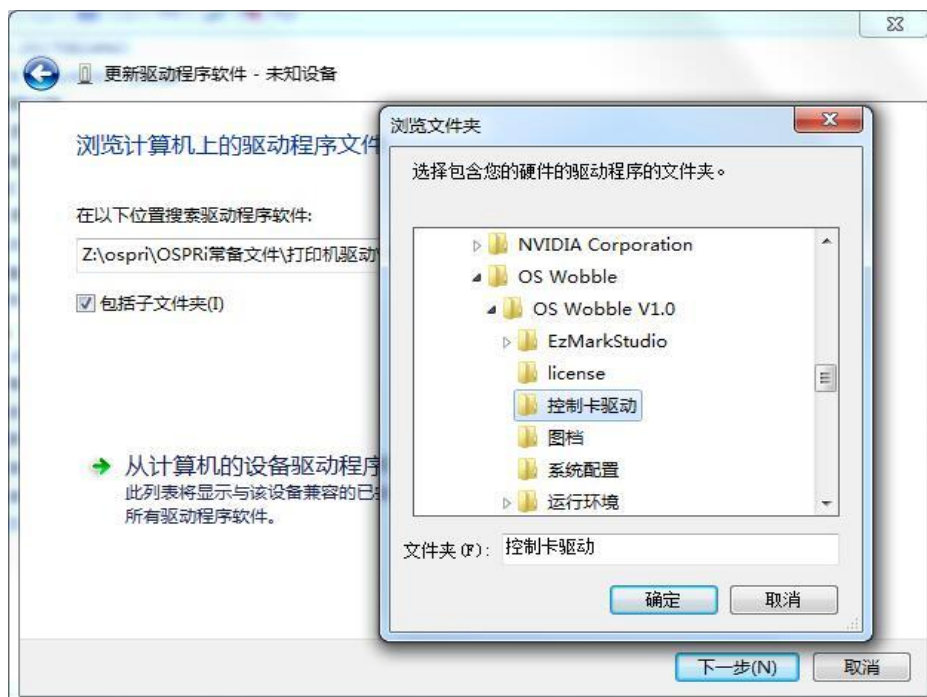 更新驱动程序软件 - 未知设备
浏览计算机上的驱动程序文件
在以下位置搜索驱动程序软件:
Z:\ospri\OSPRi常备文件\打印机驱动\
包括子文件夹(I)
从计算机的设备驱动程序
此列表将显示与该设备兼容的已
所有驱动程序软件。
浏览文件夹
选择包含您的硬件的驱动程序的文件夹。
NVIDIA Corporation
OS Wobble
OS Wobble V1.0
EzMarkStudio
license
控制卡驱动
图档
系统配置
运行环境
文件夹(F): 控制卡驱动
确定 取消
下一步(N) 取消